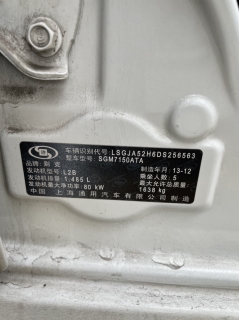 车辆识别代号: LSGJA52H6DS256563
整车型号: SGM7150ATA
品牌: 别克 制造年月: 13-12
发动机型号: L2B 乘坐人数: 5
发动机排量: 1.485 L 最大允许总质量:
发动机最大净功率: 80 kW 1638 kg
中国 上海通用汽车有限公司